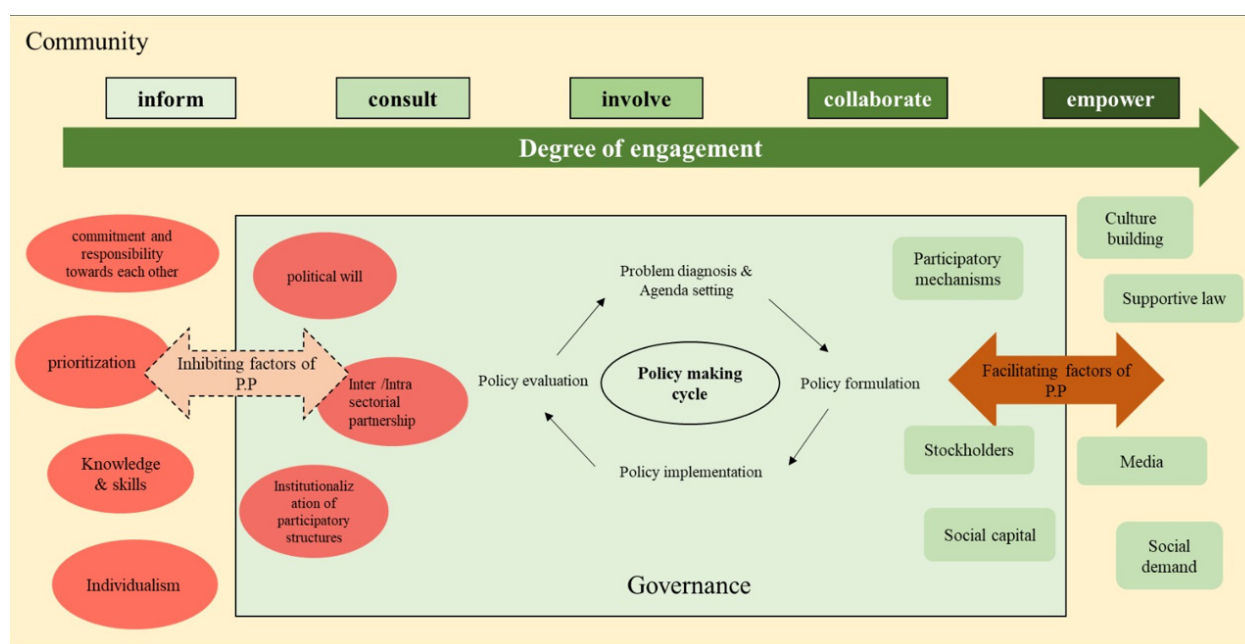 Community
inform
consult
involve
collaborate
empower
Degree of engagement
commitment and
responsibility
towards each other
prioritization
Knowledge
& skills
Individualism
Inhibiting factors of
P.P
political will
Inter /Intra
sectorial
partnership
Institutionaliz
ation of
participatory
structures
Problem diagnosis &
Agenda setting
Policy evaluation
Policy making
cycle
Policy formulation
Policy implementation
Governance
Participatory
mechanisms
Stockholders
Social capital
Facilitating factors of
P.P
Culture
building
Supportive law
Media
Social
demand